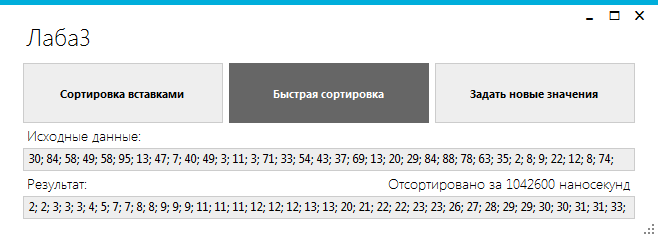 Лаба3
Сортировка вставками
Быстрая сортировка
Задать новые значения
Исходные данные:
30; 84; 58; 49; 58; 95; 13; 47; 7; 40; 49; 3; 11; 3; 71; 33; 54; 43; 37; 69; 13; 20; 29; 84; 88; 78; 63; 35; 2; 8; 9; 22; 12; 8; 74;
Результат: Отсортировано за 1042600 наносекунд
2; 2; 3; 3; 3; 4; 5; 7; 7; 8; 8; 9; 9; 9; 11; 11; 11; 12; 12; 13; 13; 20; 21; 22; 22; 23; 23; 26; 27; 28; 29; 29; 30; 30; 31; 31; 33;